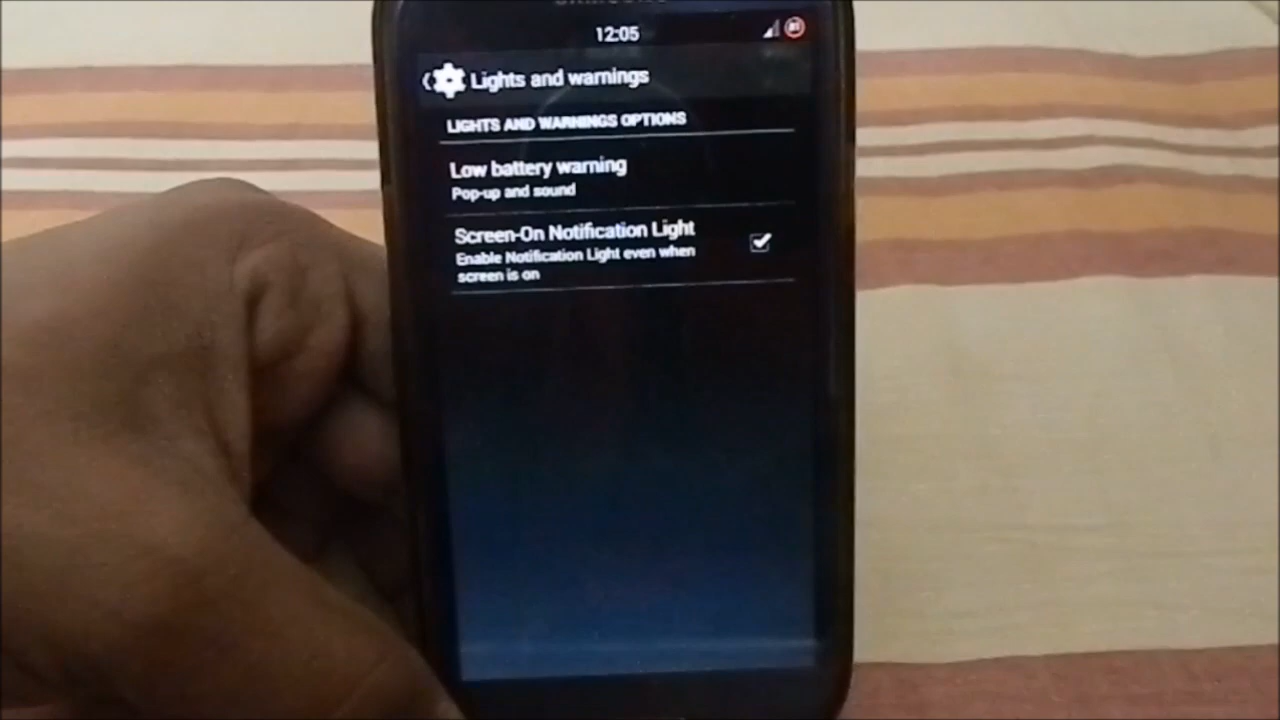 12:05
Lights and warnings
LIGHTS AND WARNINGS OPTIONS
Low battery warning
Pop-up and sound
Screen-On Notification Light
Enable Notification Light even when
screen is on